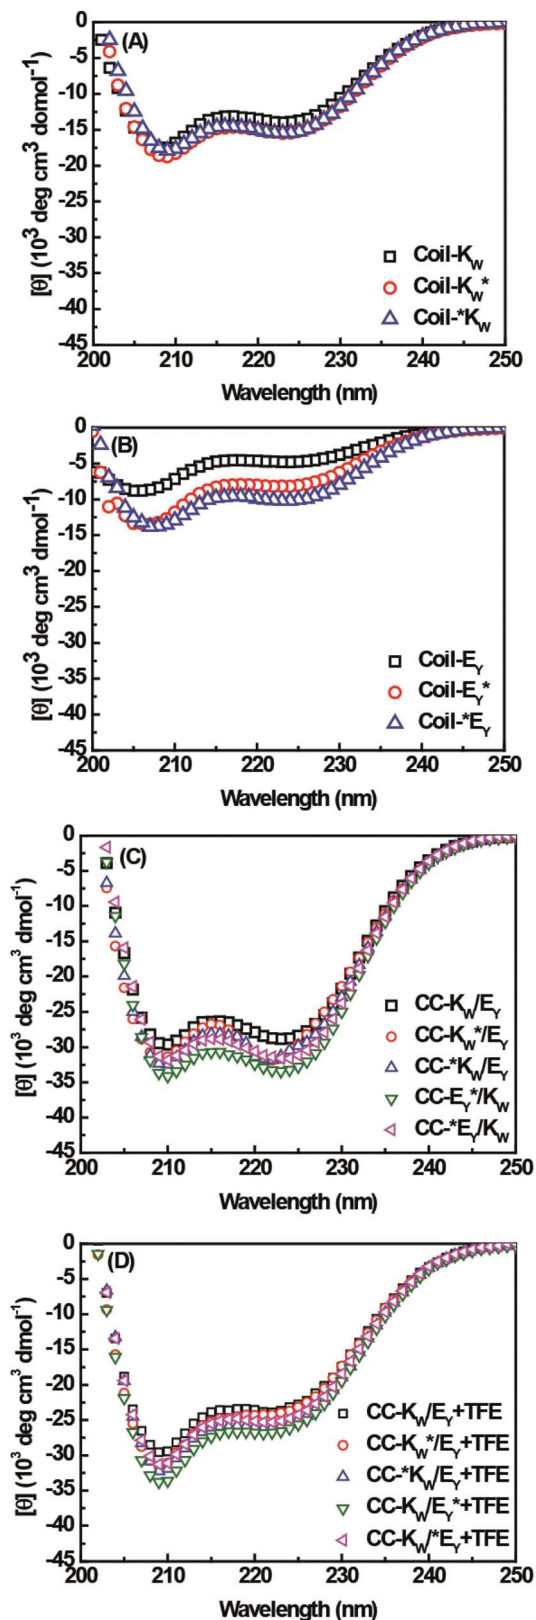 (A)
0
-5
-10
-15
-20
-25
-30
-35
-40
-45
[θ] (10³ deg cm³ domol⁻¹)
Coil-K_W
Coil-K_W*
Coil-*K_W
200 210 220 230 240 250
Wavelength (nm)
(B)
0
-5
-10
-15
-20
-25
-30
-35
-40
-45
[θ] (10³ deg cm³ dmol⁻¹)
Coil-E_Y
Coil-E_Y*
Coil-*E_Y
200 210 220 230 240 250
Wavelength (nm)
(C)
0
-5
-10
-15
-20
-25
-30
-35
-40
-45
[θ] (10³ deg cm³ dmol⁻¹)
CC-K_W/E_Y
CC-K_W*/E_Y
CC-*K_W/E_Y
CC-E_Y*/K_W
CC-*E_Y/K_W
200 210 220 230 240 250
Wavelength (nm)
(D)
0
-5
-10
-15
-20
-25
-30
-35
-40
-45
[θ] (10³ deg cm³ dmol⁻¹)
CC-K_W/E_Y+TFE
CC-K_W*/E_Y+TFE
CC-*K_W/E_Y+TFE
CC-K_W/E_Y*+TFE
CC-K_W/*E_Y+TFE
200 210 220 230 240 250
Wavelength (nm)